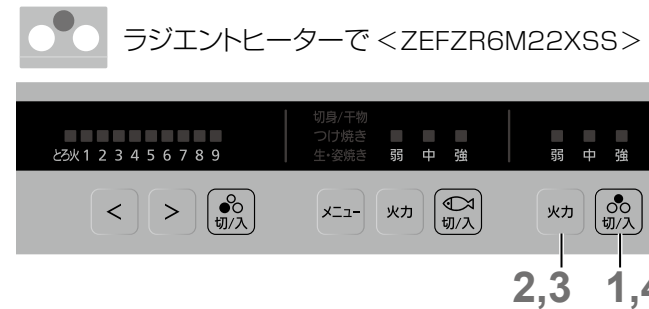 ラジエントヒーターで＜ZEFZR6M22XSS＞
切身/干物
つけ焼き
生・姿焼き 弱 中 強
とろ火 1 2 3 4 5 6 7 8 9
弱 中 強
< > 切/入
メニュー 火力 切/入
火力 切/入
2,3 1,4